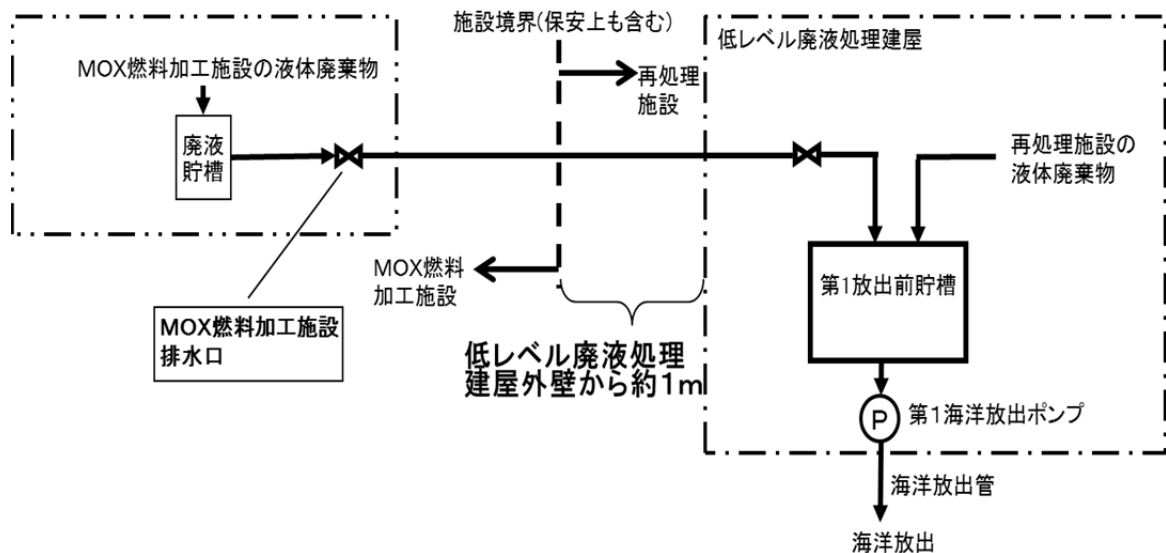 施設境界(保安上も含む)
低レベル廃液処理建屋
MOX燃料加工施設の液体廃棄物
再処理
施設
廃液
貯槽
再処理施設の
液体廃棄物
MOX燃料
加工施設
第1放出前貯槽
MOX燃料加工施設
排水口
低レベル廃液処理
建屋外壁から約1m
P
第1海洋放出ポンプ
海洋放出管
海洋放出